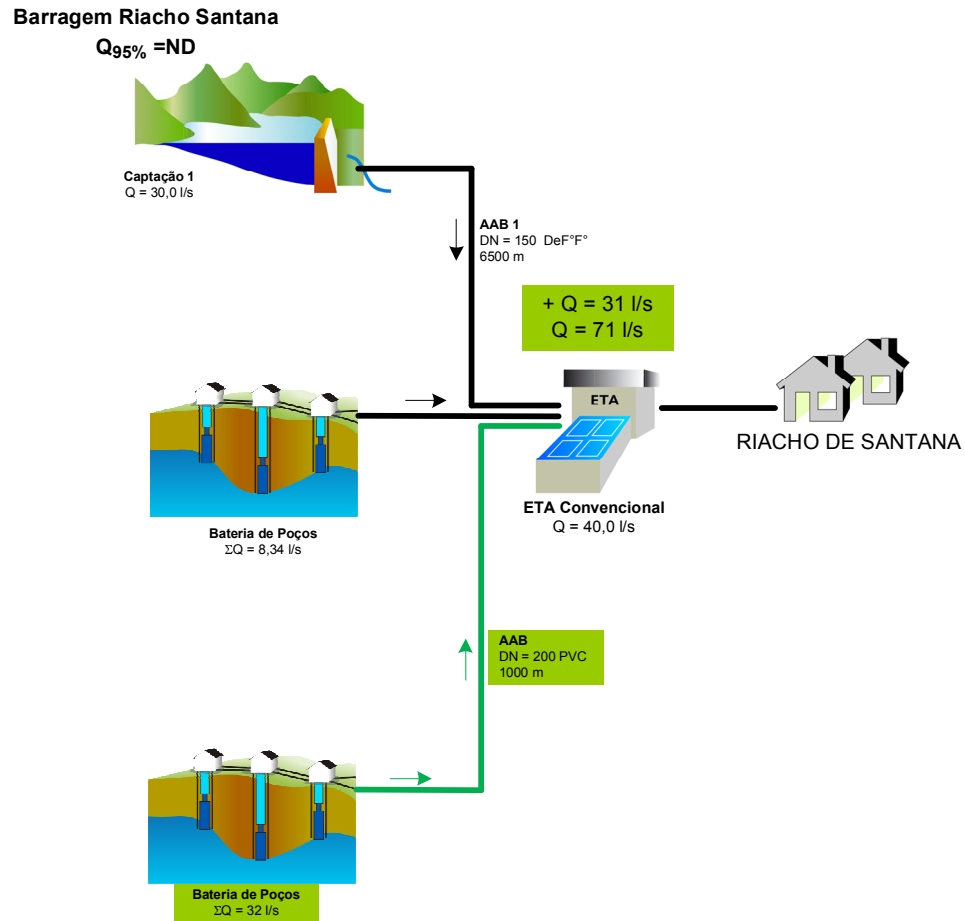 Barragem Riacho Santana
Q95% =ND
Captação 1
Q = 30,0 l/s
AAB 1
DN = 150 DeF°F°
6500 m
+ Q = 31 l/s
Q = 71 l/s
ETA
RIACHO DE SANTANA
ETA Convencional
Q = 40,0 l/s
Bateria de Poços
ΣQ = 8,34 l/s
AAB
DN = 200 PVC
1000 m
Bateria de Poços
ΣQ = 32 l/s